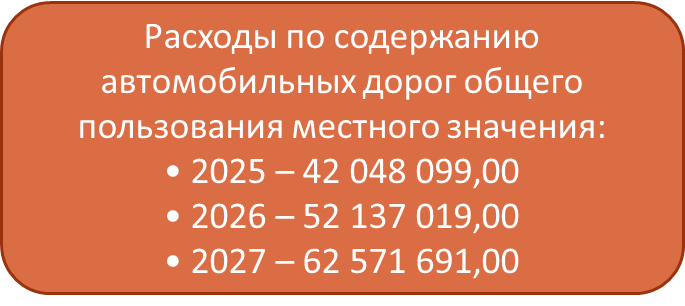 Расходы по содержанию
автомобильных дорог общего
пользования местного значения:
• 2025 – 42 048 099,00
• 2026 – 52 137 019,00
• 2027 – 62 571 691,00